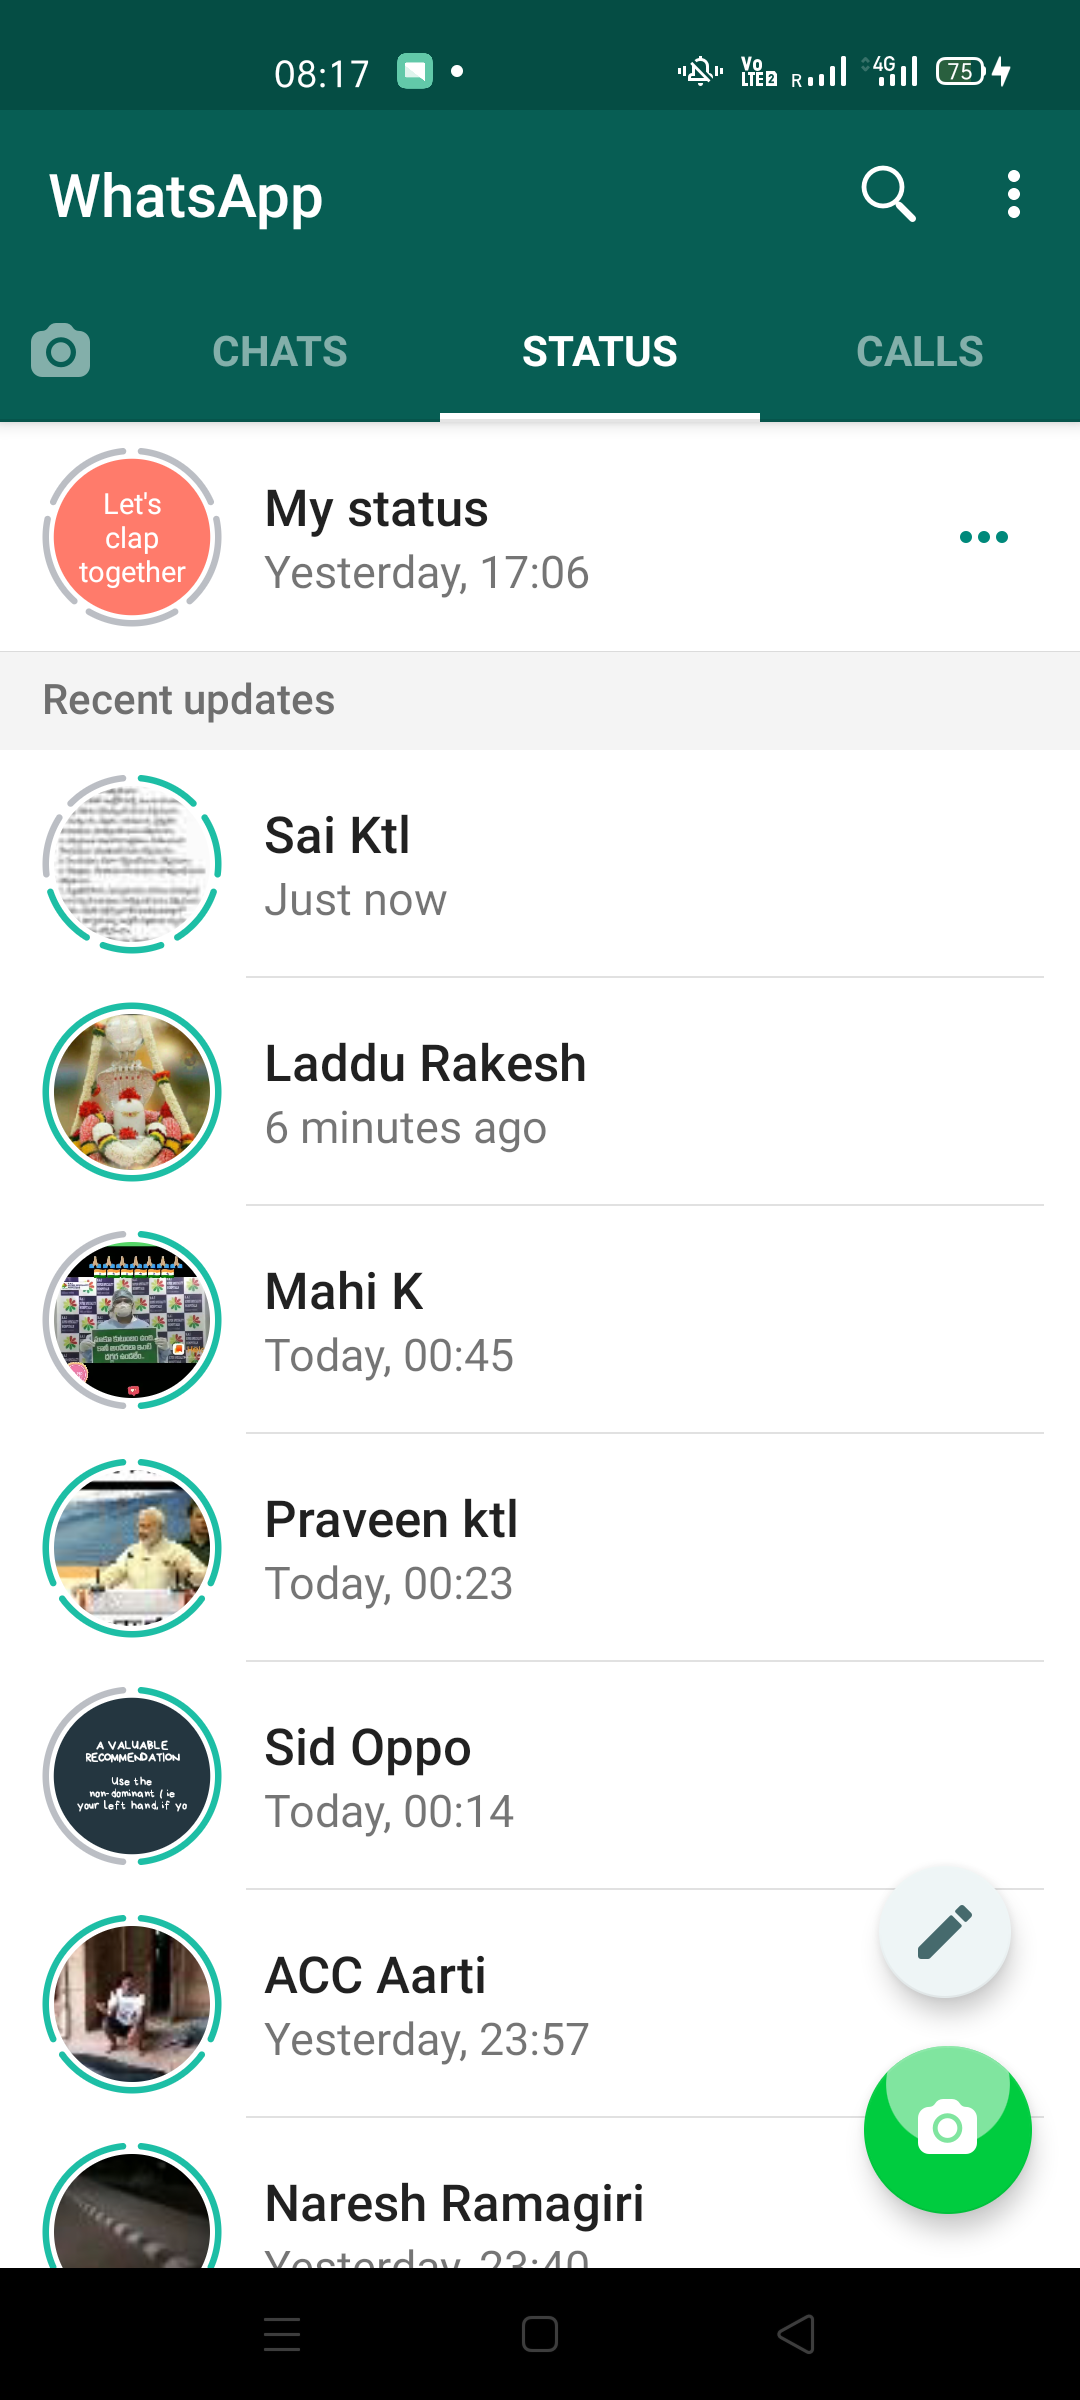 08:17
Vo
LTE2
R
4G
75
WhatsApp
CHATS
STATUS
CALLS
Let's
clap
together
My status
Yesterday, 17:06
Recent updates
Sai Ktl
Just now
Laddu Rakesh
6 minutes ago
Mahi K
Today, 00:45
Praveen ktl
Today, 00:23
A VALUABLE
RECOMMENDATION
Use the
non-dominant (ie
your left hand, if yo
Sid Oppo
Today, 00:14
ACC Aarti
Yesterday, 23:57
Naresh Ramagiri
Yesterday, 23:40